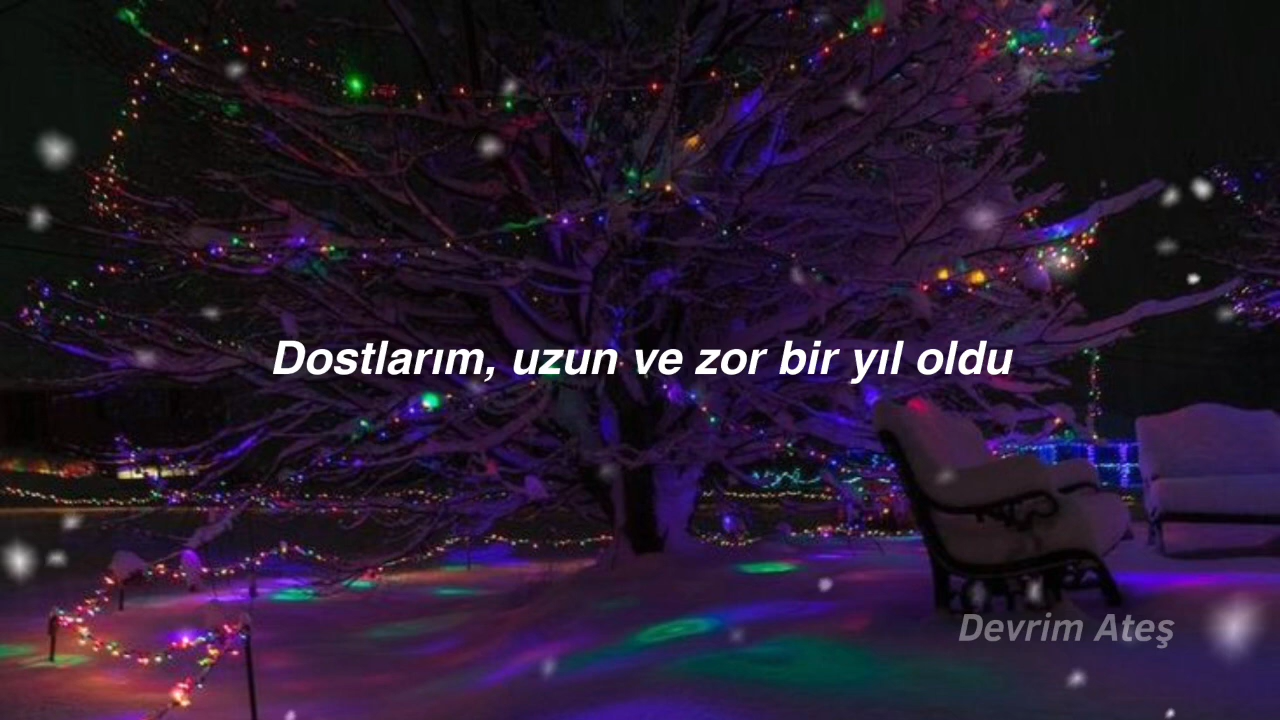 Dostlarım, uzun ve zor bir yıl oldu
Devrim Ateş